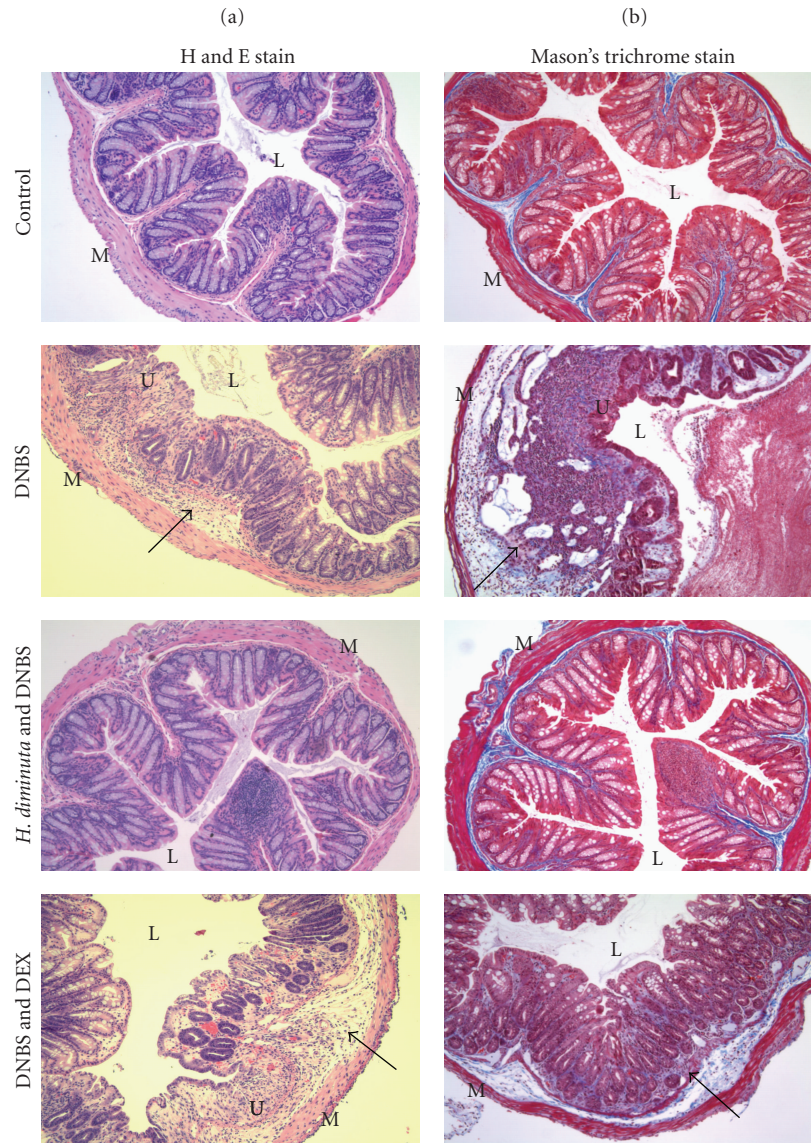 (a) (b)
H and E stain Mason's trichrome stain
Control
L
M
L
M
DNBS
U
L
M
M
U
L
H. diminuta and DNBS
M
L
M
L
DNBS and DEX
L
U
M
L
M